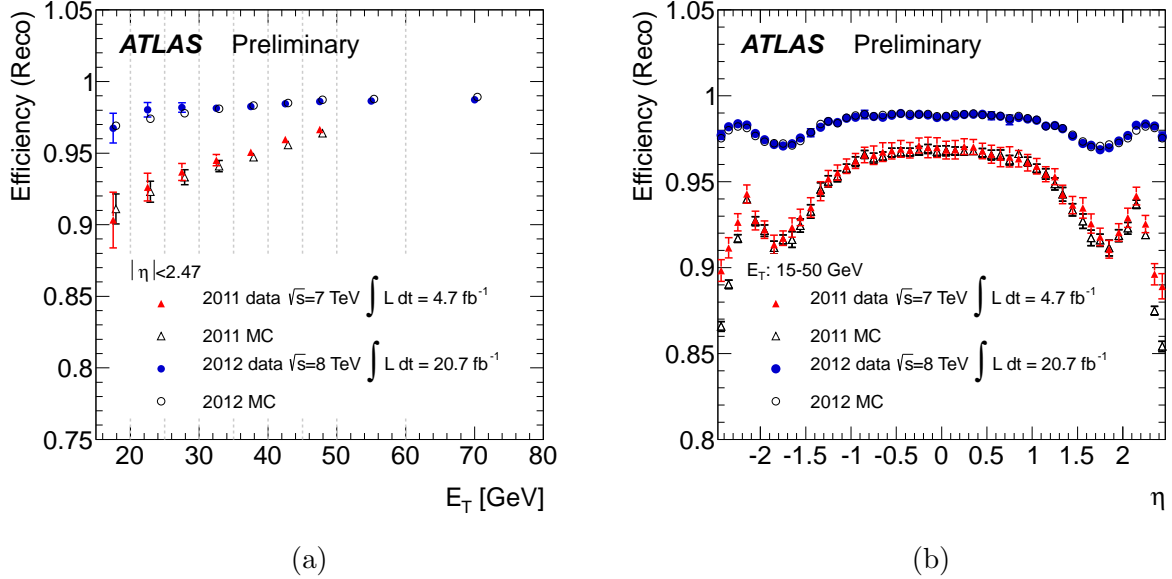 1.05
1
0.95
0.9
0.85
0.8
0.75
Efficiency (Reco)
ATLAS Preliminary
| η |<2.47
2011 data √s=7 TeV ∫ L dt = 4.7 fb⁻¹
2011 MC
2012 data √s=8 TeV ∫ L dt = 20.7 fb⁻¹
2012 MC
20 30 40 50 60 70 80
E_T [GeV]
(a)
1.05
1
0.95
0.9
0.85
0.8
Efficiency (Reco)
ATLAS Preliminary
E_T: 15-50 GeV
2011 data √s=7 TeV ∫ L dt = 4.7 fb⁻¹
2011 MC
2012 data √s=8 TeV ∫ L dt = 20.7 fb⁻¹
2012 MC
-2 -1.5 -1 -0.5 0 0.5 1 1.5 2
η
(b)